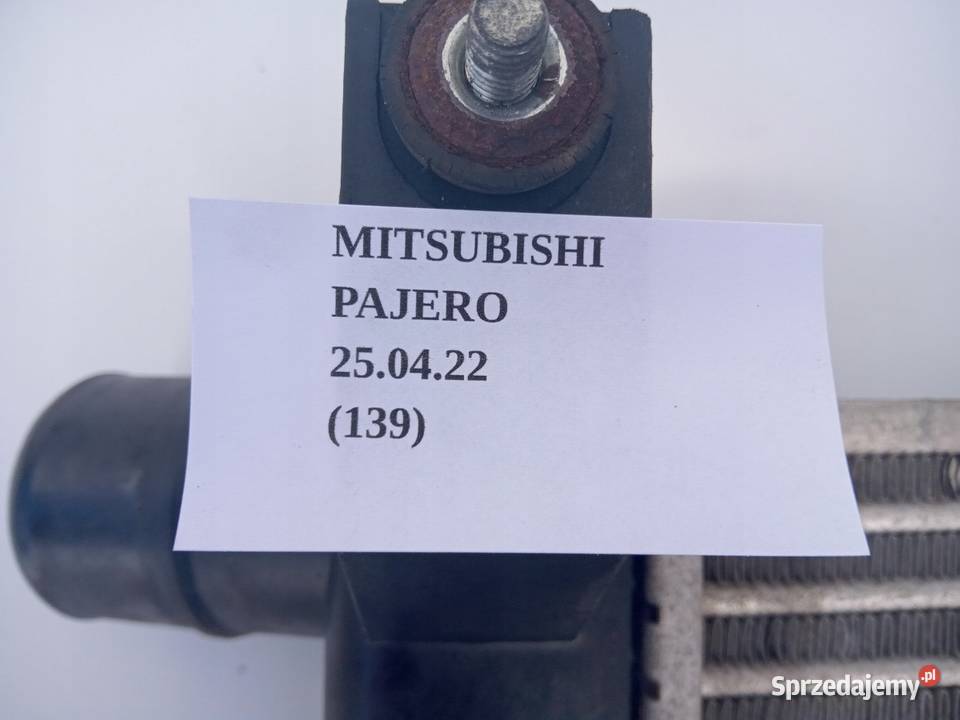 MITSUBISHI
PAJERO
25.04.22
(139)
Sprzedajemy.pl